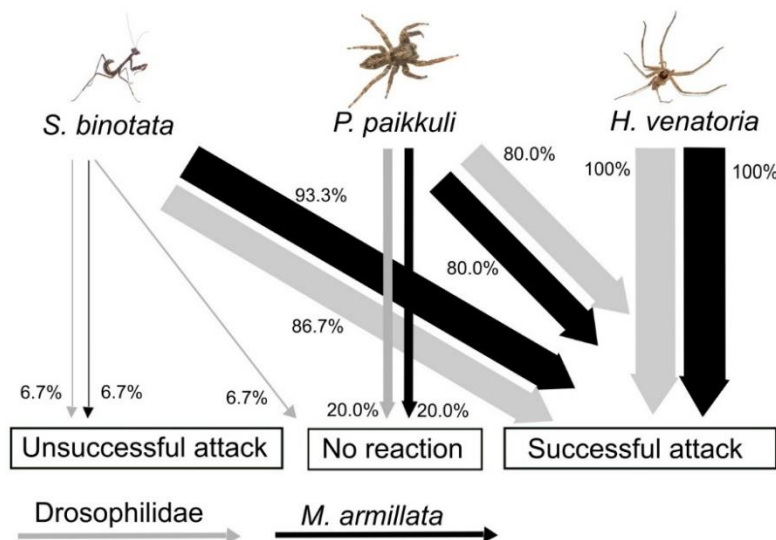 S. binotata
P. paikkuli
H. venatoria
80.0%
100%
100%
93.3%
80.0%
86.7%
6.7%
6.7%
6.7%
20.0%
20.0%
Unsuccessful attack
No reaction
Successful attack
Drosophilidae
M. armillata